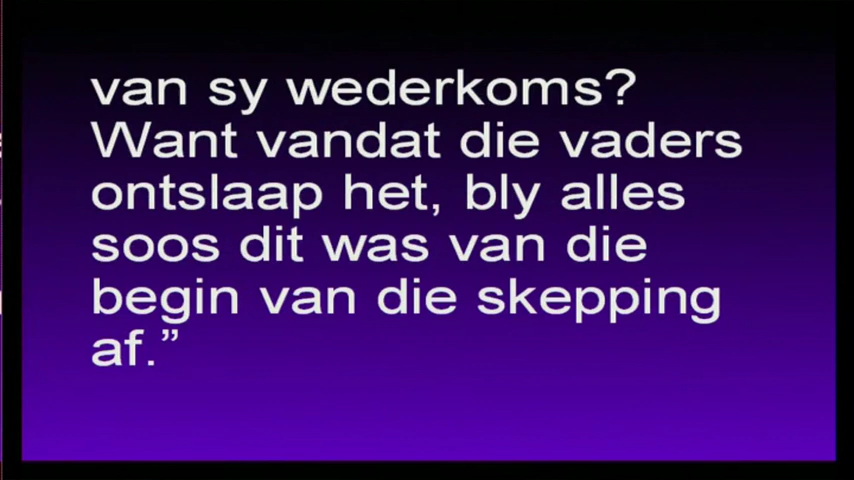 van sy wederkoms?
Want vandat die vaders
ontslaap het, bly alles
soos dit was van die
begin van die skepping
af.”